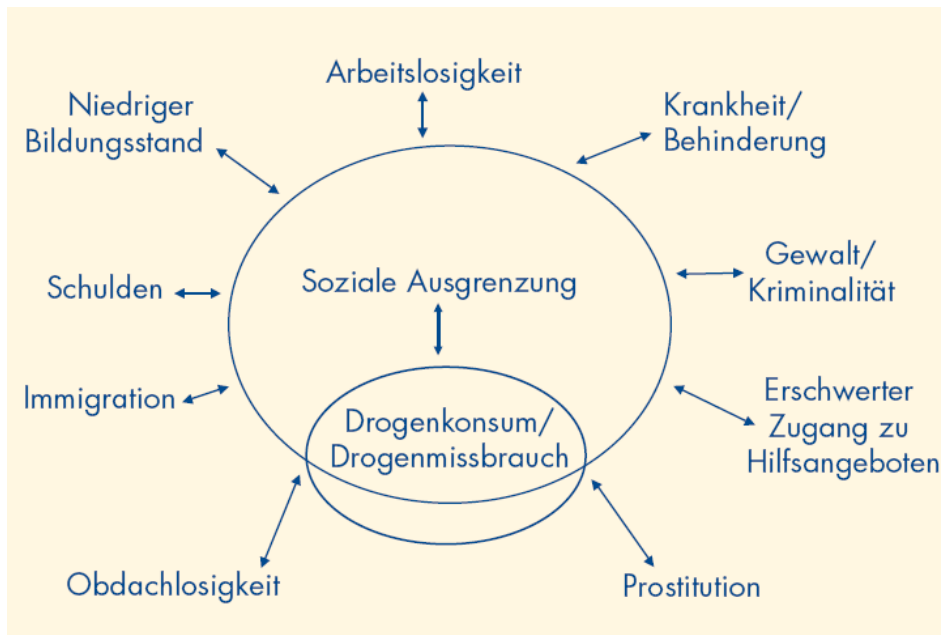 Arbeitslosigkeit
Niedriger
Bildungsstand
Krankheit/
Behinderung
Schulden
Soziale Ausgrenzung
Gewalt/
Kriminalität
Immigration
Drogenkonsum/
Drogenmissbrauch
Erschwerter
Zugang zu
Hilfsangeboten
Obdachlosigkeit
Prostitution